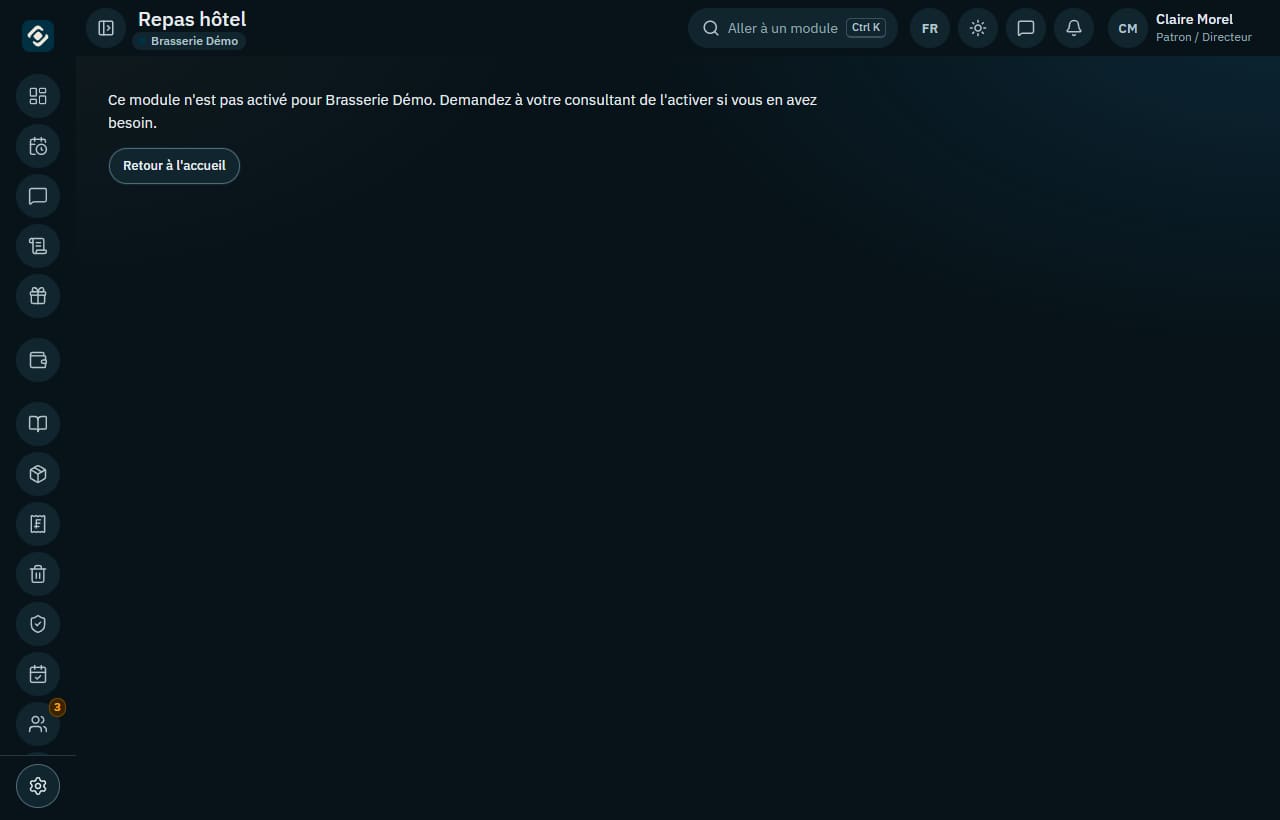 Repas hôtel
Brasserie Démo
Aller à un module
Ctrl K
FR
CM
Claire Morel
Patron / Directeur
Ce module n'est pas activé pour Brasserie Démo. Demandez à votre consultant de l'activer si vous en avez
besoin.
Retour à l'accueil
3